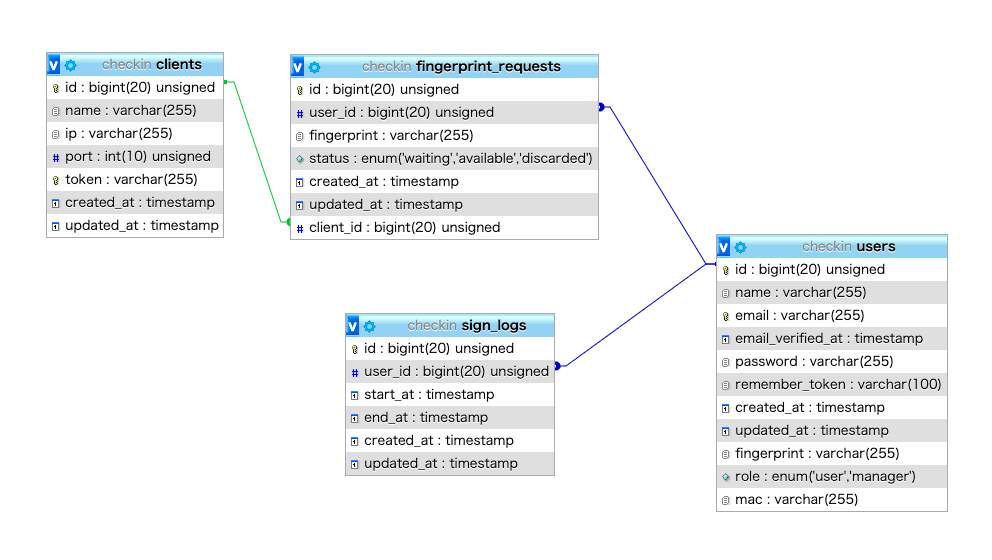 checkin clients
id : bigint(20) unsigned
name : varchar(255)
ip : varchar(255)
port : int(10) unsigned
token : varchar(255)
created_at : timestamp
updated_at : timestamp
checkin fingerprint_requests
id : bigint(20) unsigned
user_id : bigint(20) unsigned
fingerprint : varchar(255)
status : enum('waiting','available','discarded')
created_at : timestamp
updated_at : timestamp
client_id : bigint(20) unsigned
checkin sign_logs
id : bigint(20) unsigned
user_id : bigint(20) unsigned
start_at : timestamp
end_at : timestamp
created_at : timestamp
updated_at : timestamp
checkin users
id : bigint(20) unsigned
name : varchar(255)
email : varchar(255)
email_verified_at : timestamp
password : varchar(255)
remember_token : varchar(100)
created_at : timestamp
updated_at : timestamp
fingerprint : varchar(255)
role : enum('user','manager')
mac : varchar(255)